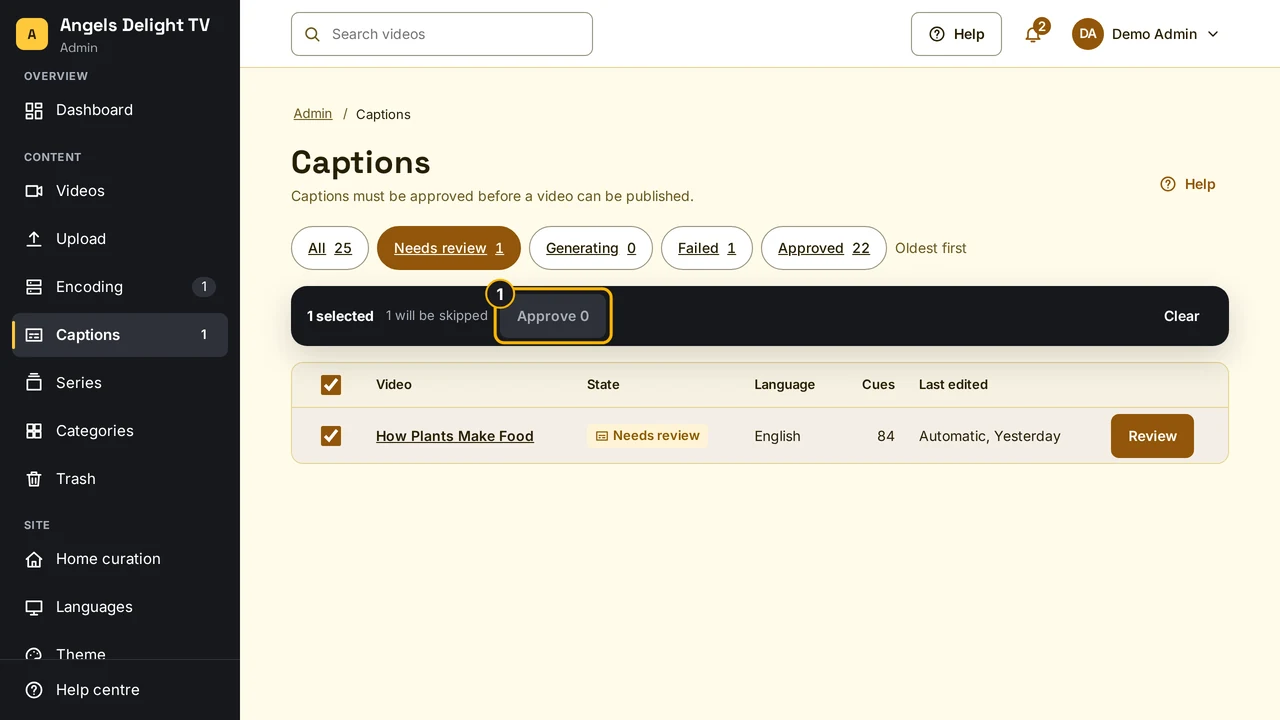 A
Angels Delight TV
Admin
OVERVIEW
Dashboard
CONTENT
Videos
Upload
Encoding 1
Captions 1
Series
Categories
Trash
SITE
Home curation
Languages
Theme
Help centre
Search videos
Help
2
DA Demo Admin
Admin / Captions
Captions
Captions must be approved before a video can be published.
Help
All 25 Needs review 1 Generating 0 Failed 1 Approved 22 Oldest first
1
1 selected 1 will be skipped Approve 0 Clear
Video State Language Cues Last edited
How Plants Make Food Needs review English 84 Automatic, Yesterday Review